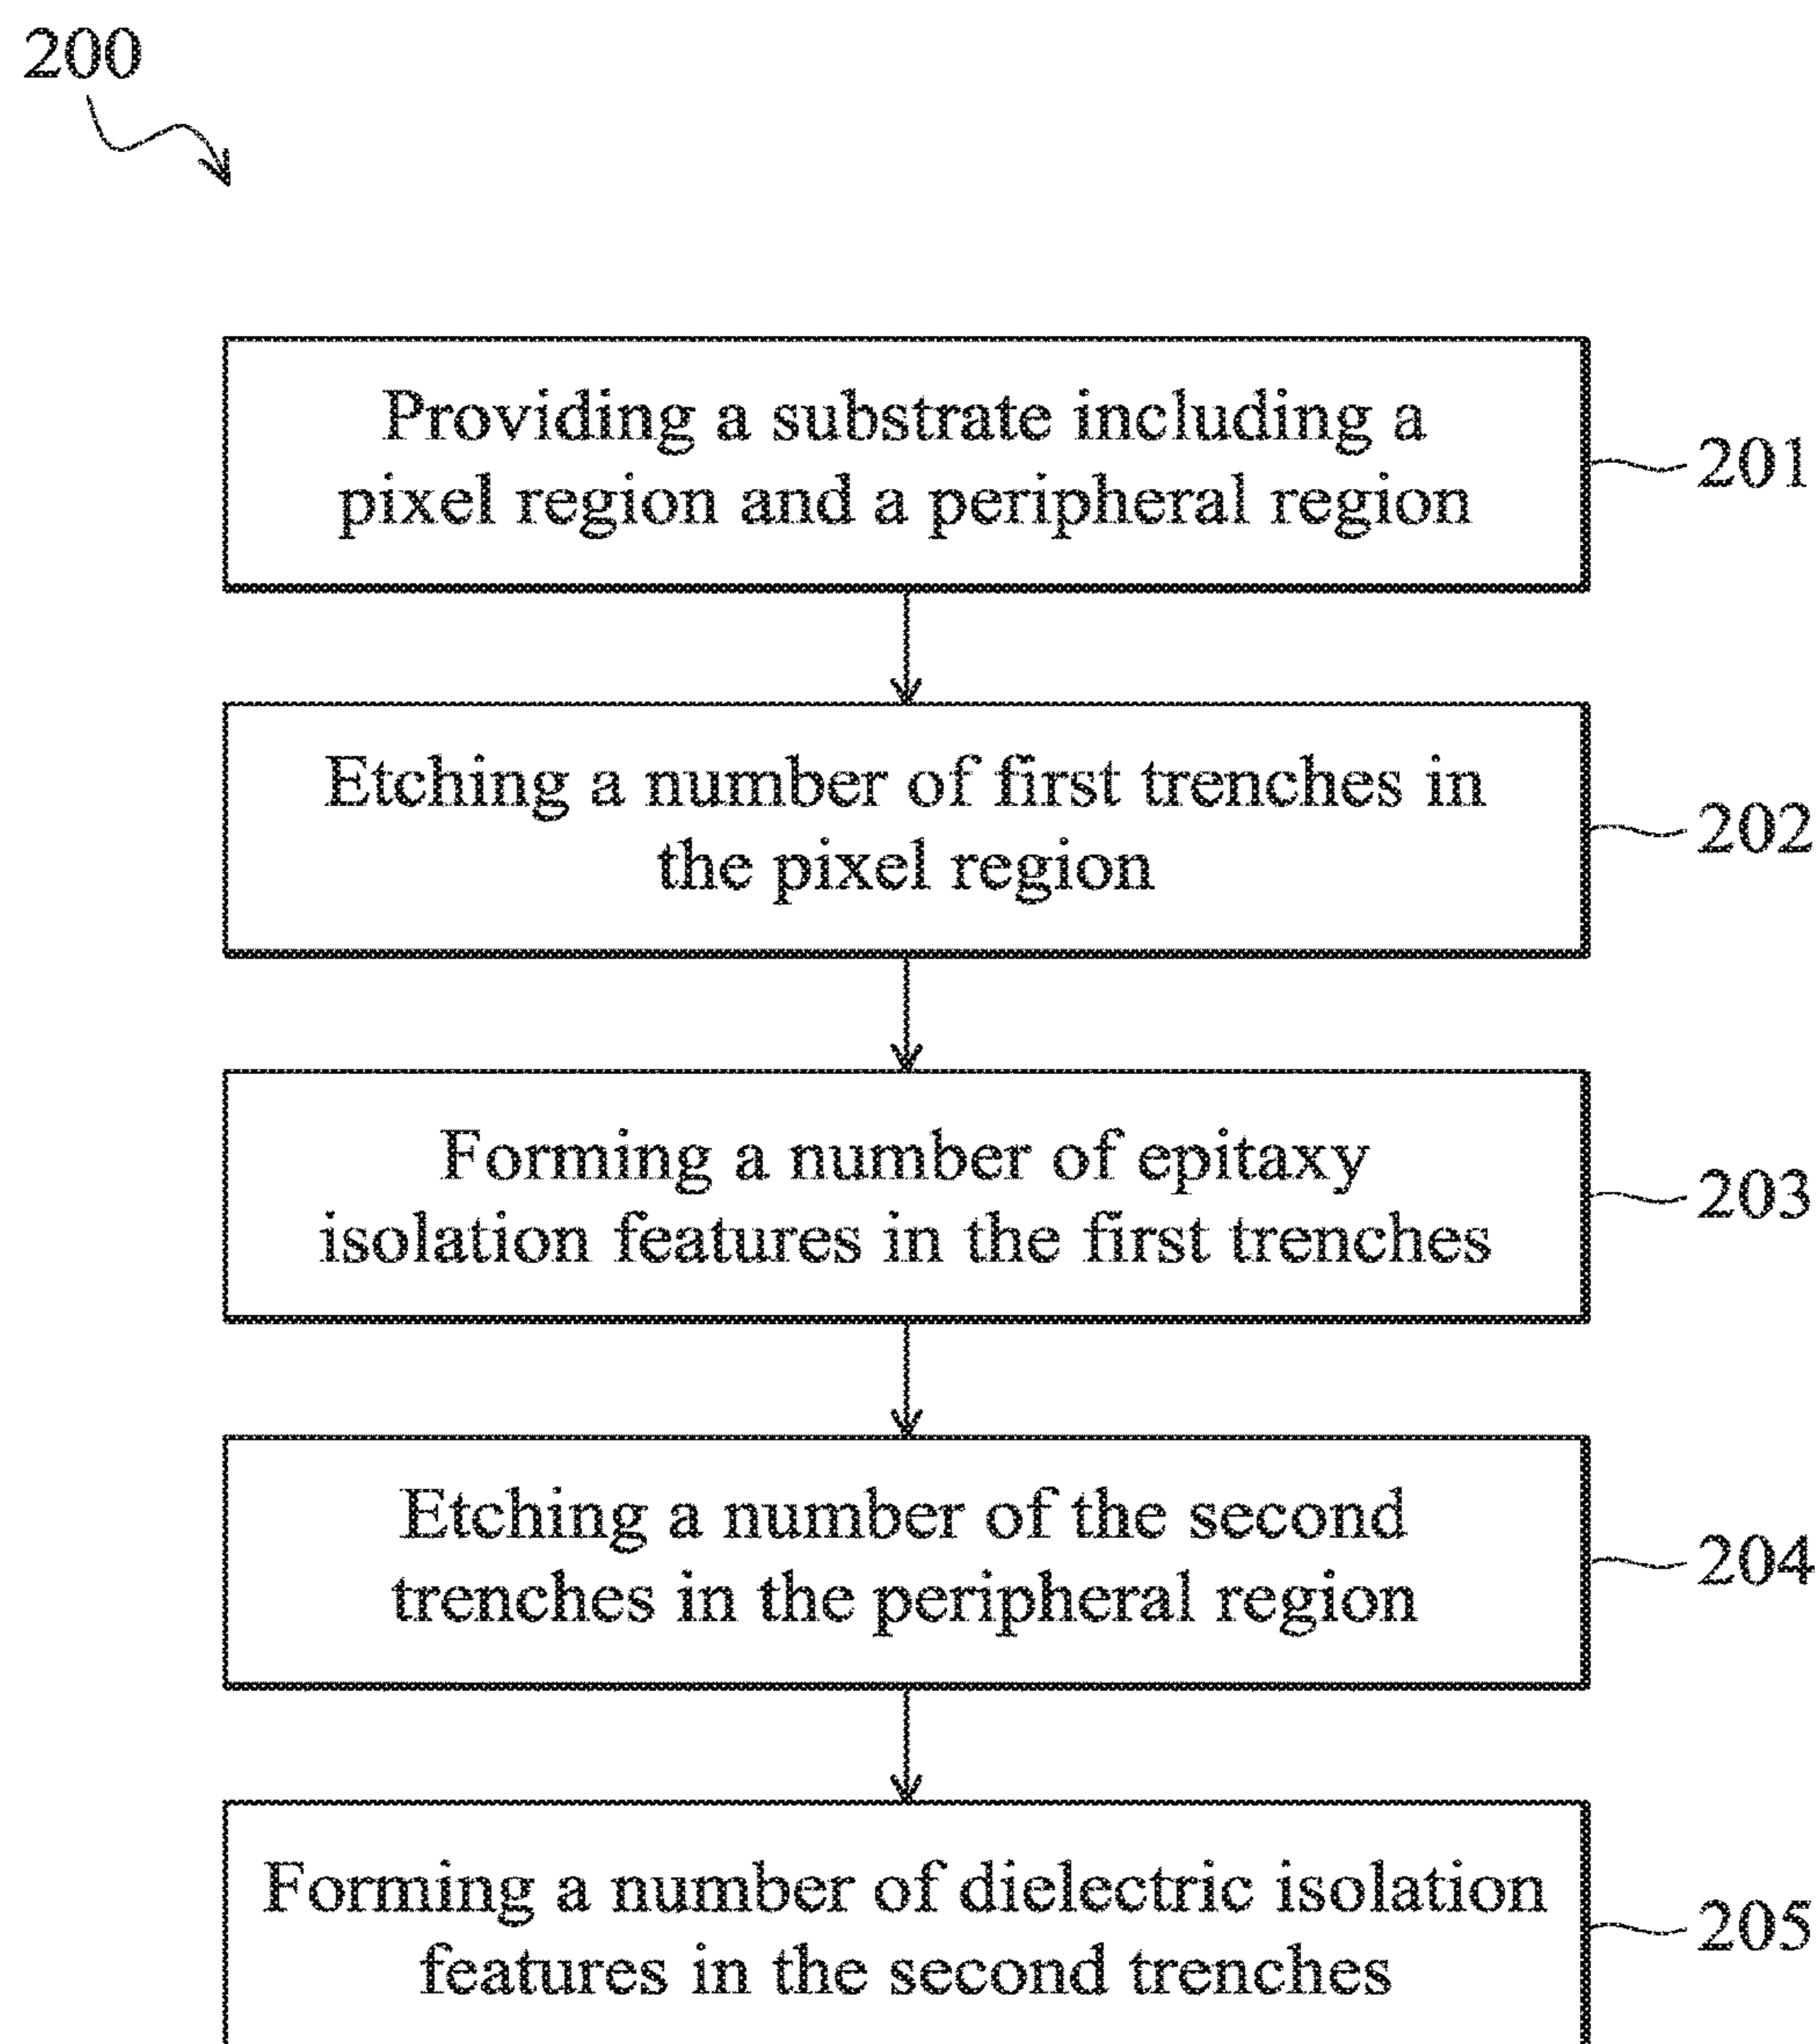 200
Providing a substrate including a
pixel region and a peripheral region
201
Etching a number of first trenches in
the pixel region
202
Forming a number of epitaxy
isolation features in the first trenches
203
Etching a number of the second
trenches in the peripheral region
204
Forming a number of dielectric isolation
features in the second trenches
205